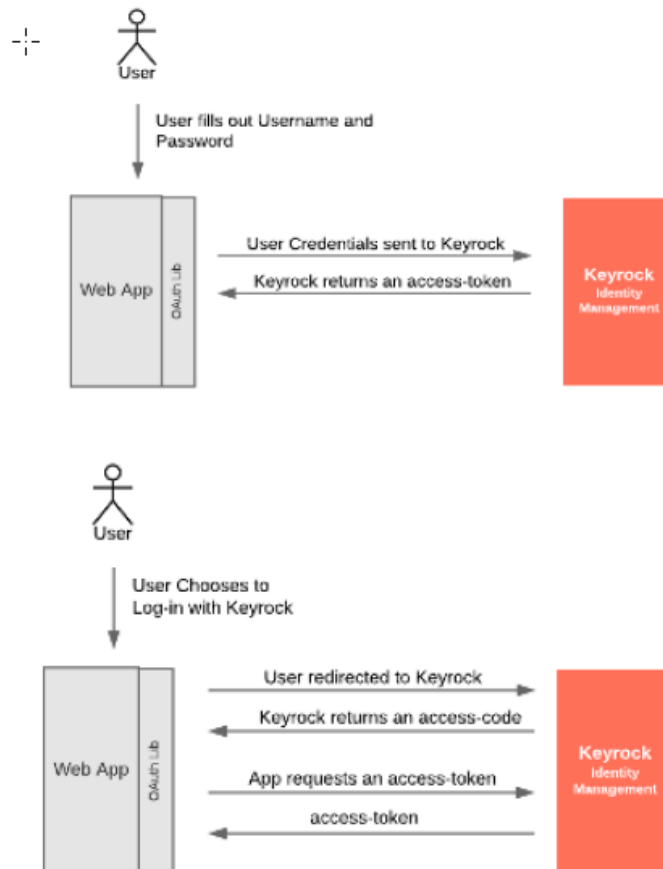 User
User fills out Username and
Password
Web App
OAuth Lib
User Credentials sent to Keyrock
Keyrock returns an access-token
Keyrock
Identity
Management
User
User Chooses to
Log-in with Keyrock
Web App
OAuth Lib
User redirected to Keyrock
Keyrock returns an access-code
App requests an access-token
access-token
Keyrock
Identity
Management